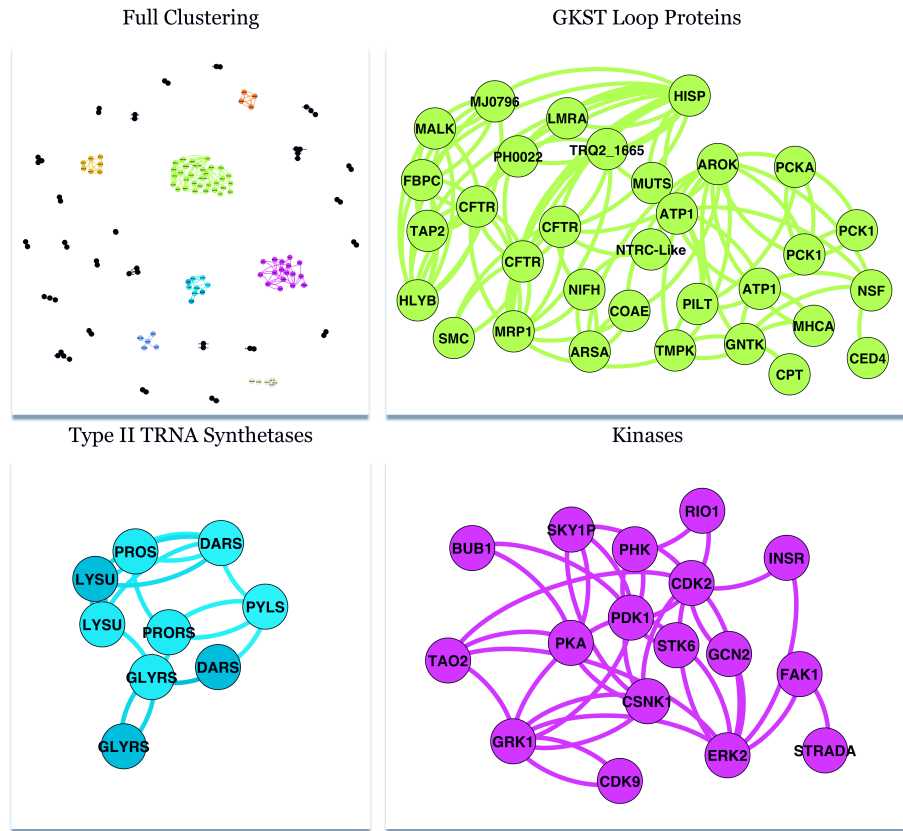 Full Clustering
GKST Loop Proteins
HISP
MJ0796
LMRA
MALK
TRQ2_1665
PH0022
AROK
PCKA
FBPC
MUTS
CFTR
ATP1
TAP2
CFTR
PCK1
NTRC-Like
PCK1
CFTR
HLYB
NIFH
PILT
ATP1
NSF
COAE
MHCA
SMC
MRP1
ARSA
TMPK
GNTK
CED4
CPT
Type II TRNA Synthetases
Kinases
PROS
DARS
LYSU
PYLS
LYSU
PRORS
DARS
GLYRS
GLYRS
RIO1
SKY1P
BUB1
PHK
INSR
CDK2
PDK1
PKA
STK6
GCN2
TAO2
FAK1
CSNK1
GRK1
ERK2
STRADA
CDK9